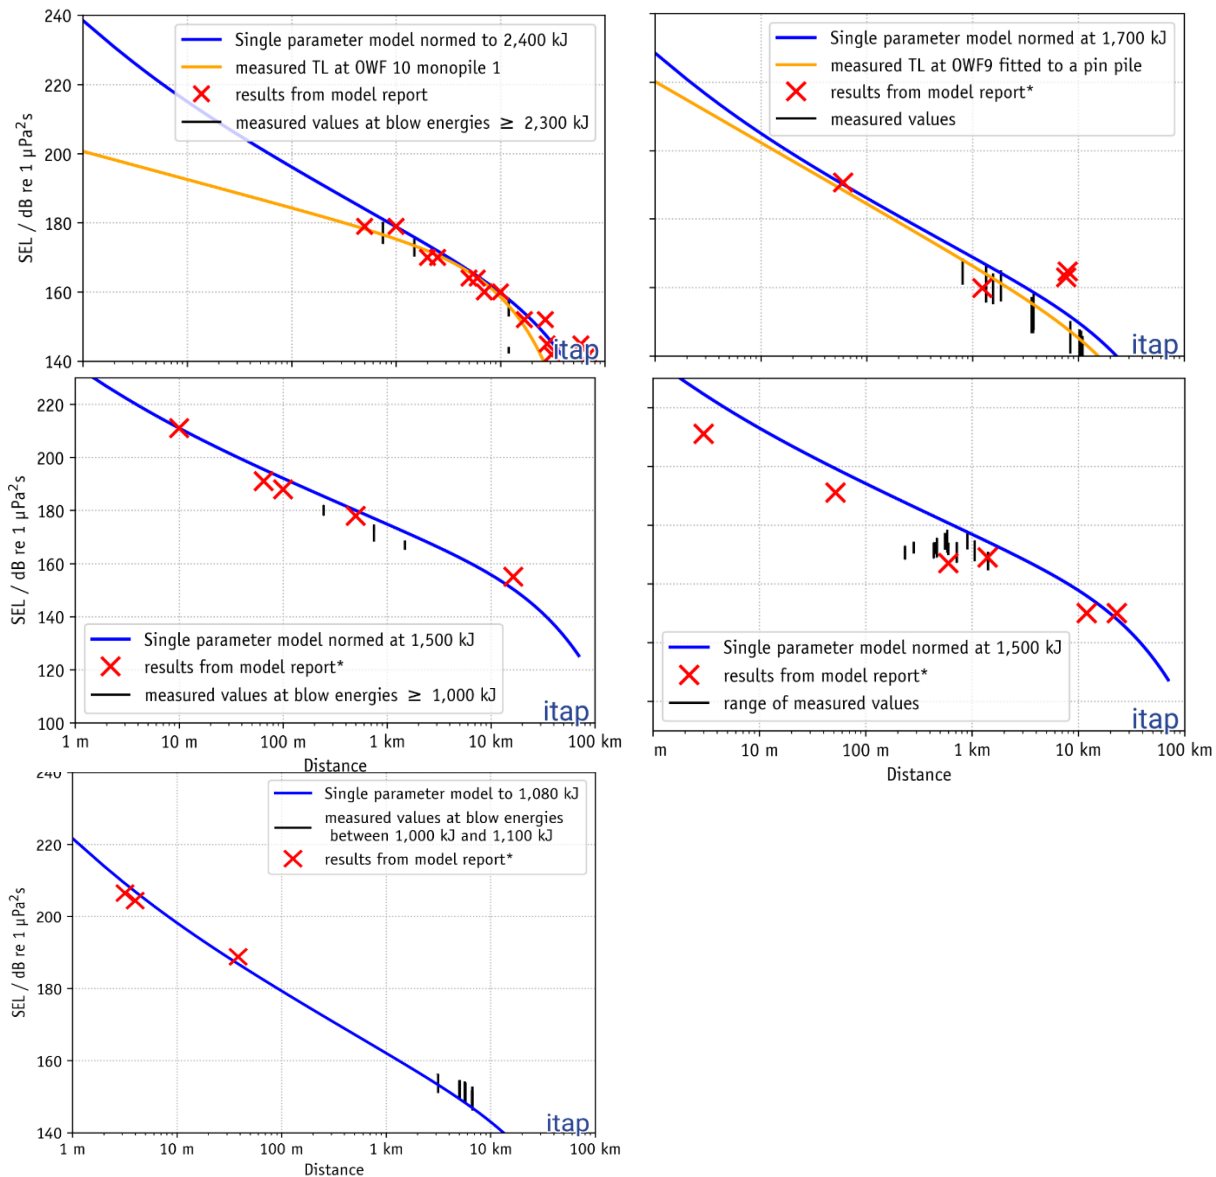 240
220
200
180
160
140
SEL / dB re 1 µPa²s
Single parameter model normed to 2,400 kJ
measured TL at OWF 10 monopile 1
results from model report
measured values at blow energies ≥ 2,300 kJ
itap
Single parameter model normed at 1,700 kJ
measured TL at OWF9 fitted to a pin pile
results from model report*
measured values
itap
220
200
180
160
140
120
100
SEL / dB re 1 µPa²s
Single parameter model normed at 1,500 kJ
results from model report*
measured values at blow energies ≥ 1,000 kJ
itap
1 m 10 m 100 m 1 km 10 km 100 km
Distance
Single parameter model normed at 1,500 kJ
results from model report*
range of measured values
itap
m 10 m 100 m 1 km 10 km 100 km
Distance
240
220
200
180
160
140
SEL / dB re 1 µPa²s
Single parameter model to 1,080 kJ
measured values at blow energies
between 1,000 kJ and 1,100 kJ
results from model report*
itap
1 m 10 m 100 m 1 km 10 km 100 km
Distance